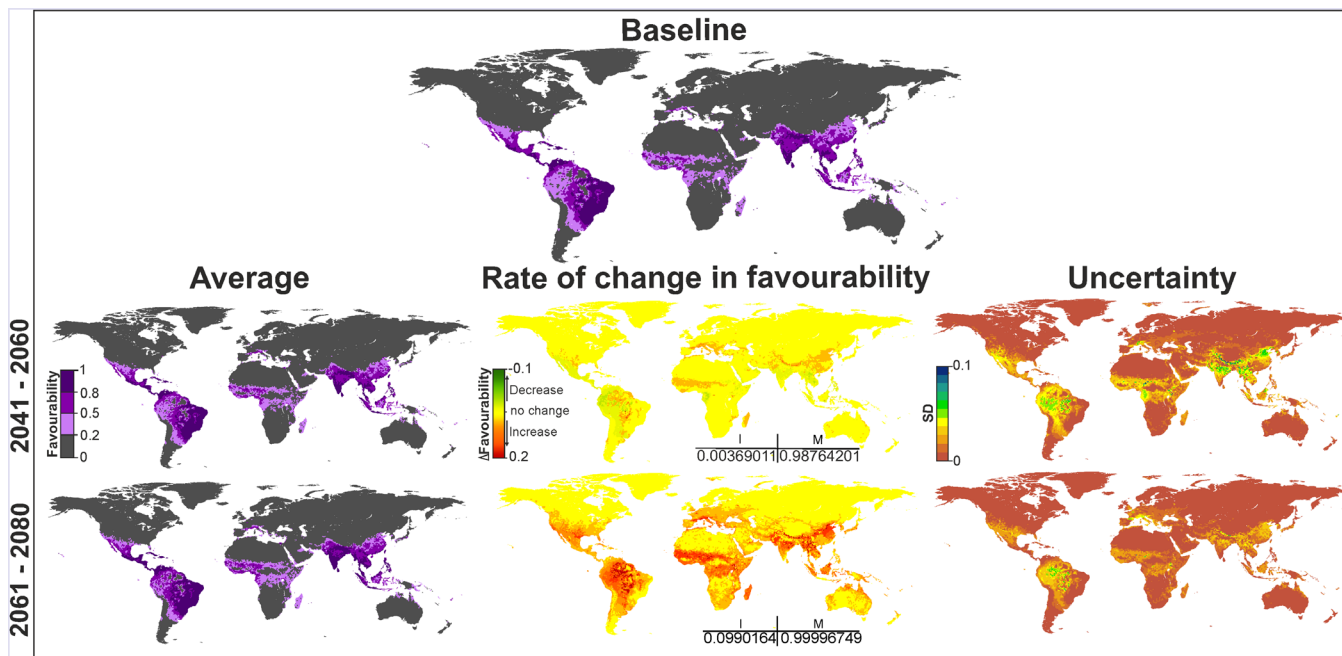 Baseline
Average
Rate of change in favourability
Uncertainty
2041 - 2060
Favourability
1
0.8
0.5
0.2
0
ΔFavourability
-0.1
Decrease
no change
Increase
0.2
I M
0.00369011 0.98764201
SD
0.1
0
2061 - 2080
I M
0.0990164 0.99996749